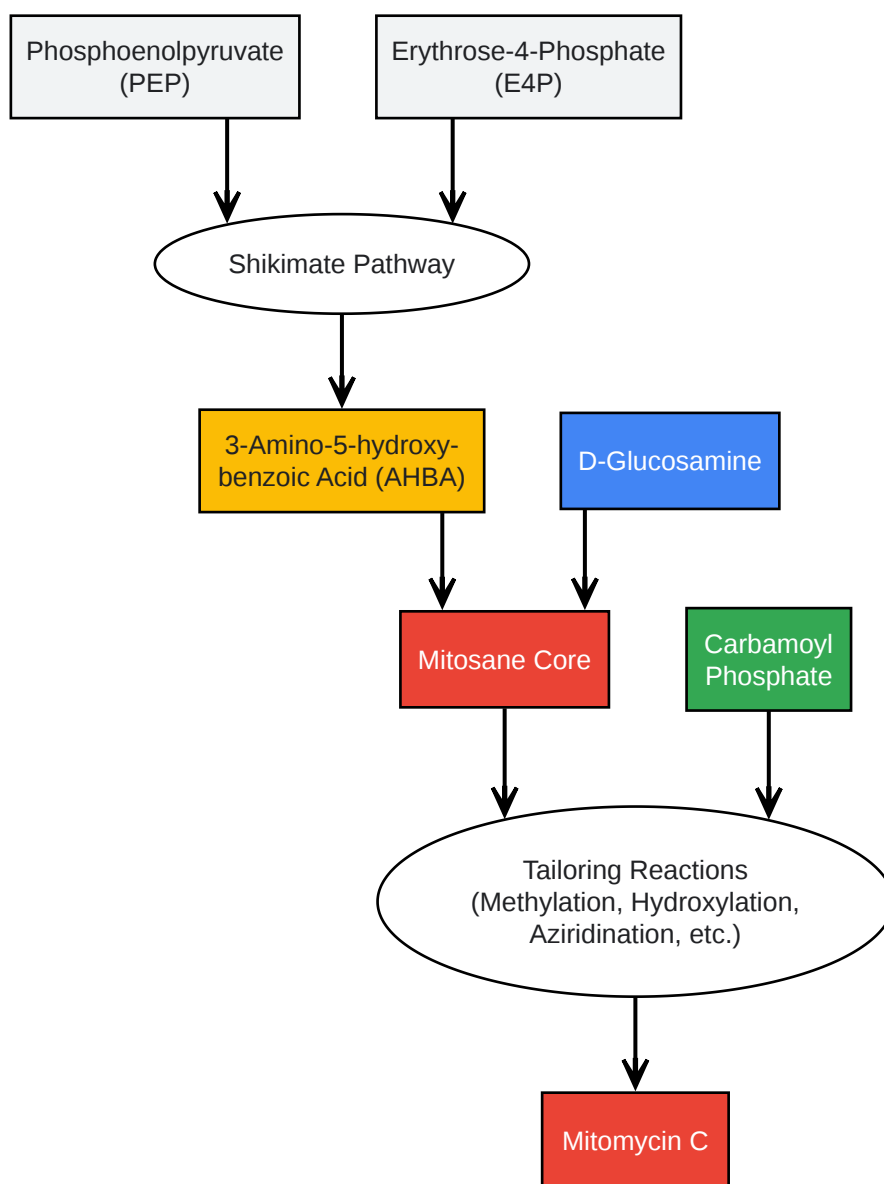 Phosphoenolpyruvate
(PEP)
Erythrose-4-Phosphate
(E4P)
Shikimate Pathway
3-Amino-5-hydroxy-
benzoic Acid (AHBA)
D-Glucosamine
Mitosane Core
Carbamoyl
Phosphate
Tailoring Reactions
(Methylation, Hydroxylation,
Aziridination, etc.)
Mitomycin C